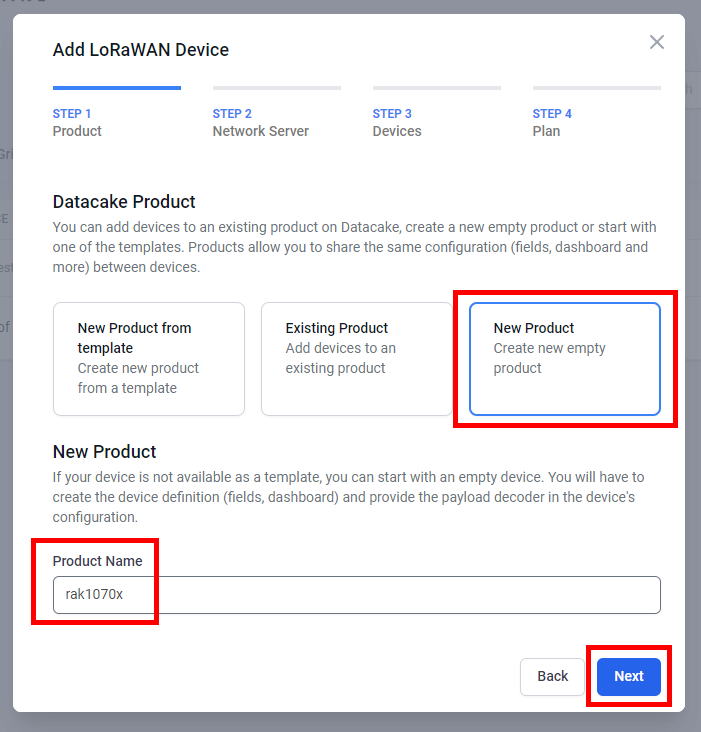 Add LoRaWAN Device
STEP 1
Product
STEP 2
Network Server
STEP 3
Devices
STEP 4
Plan
Datacake Product
You can add devices to an existing product on Datacake, create a new empty product or start with
one of the templates. Products allow you to share the same configuration (fields, dashboard and
more) between devices.
New Product from
template
Create new product
from a template
Existing Product
Add devices to an
existing product
New Product
Create new empty
product
New Product
If your device is not available as a template, you can start with an empty device. You will have to
create the device definition (fields, dashboard) and provide the payload decoder in the device's
configuration.
Product Name
rak1070x
Back
Next